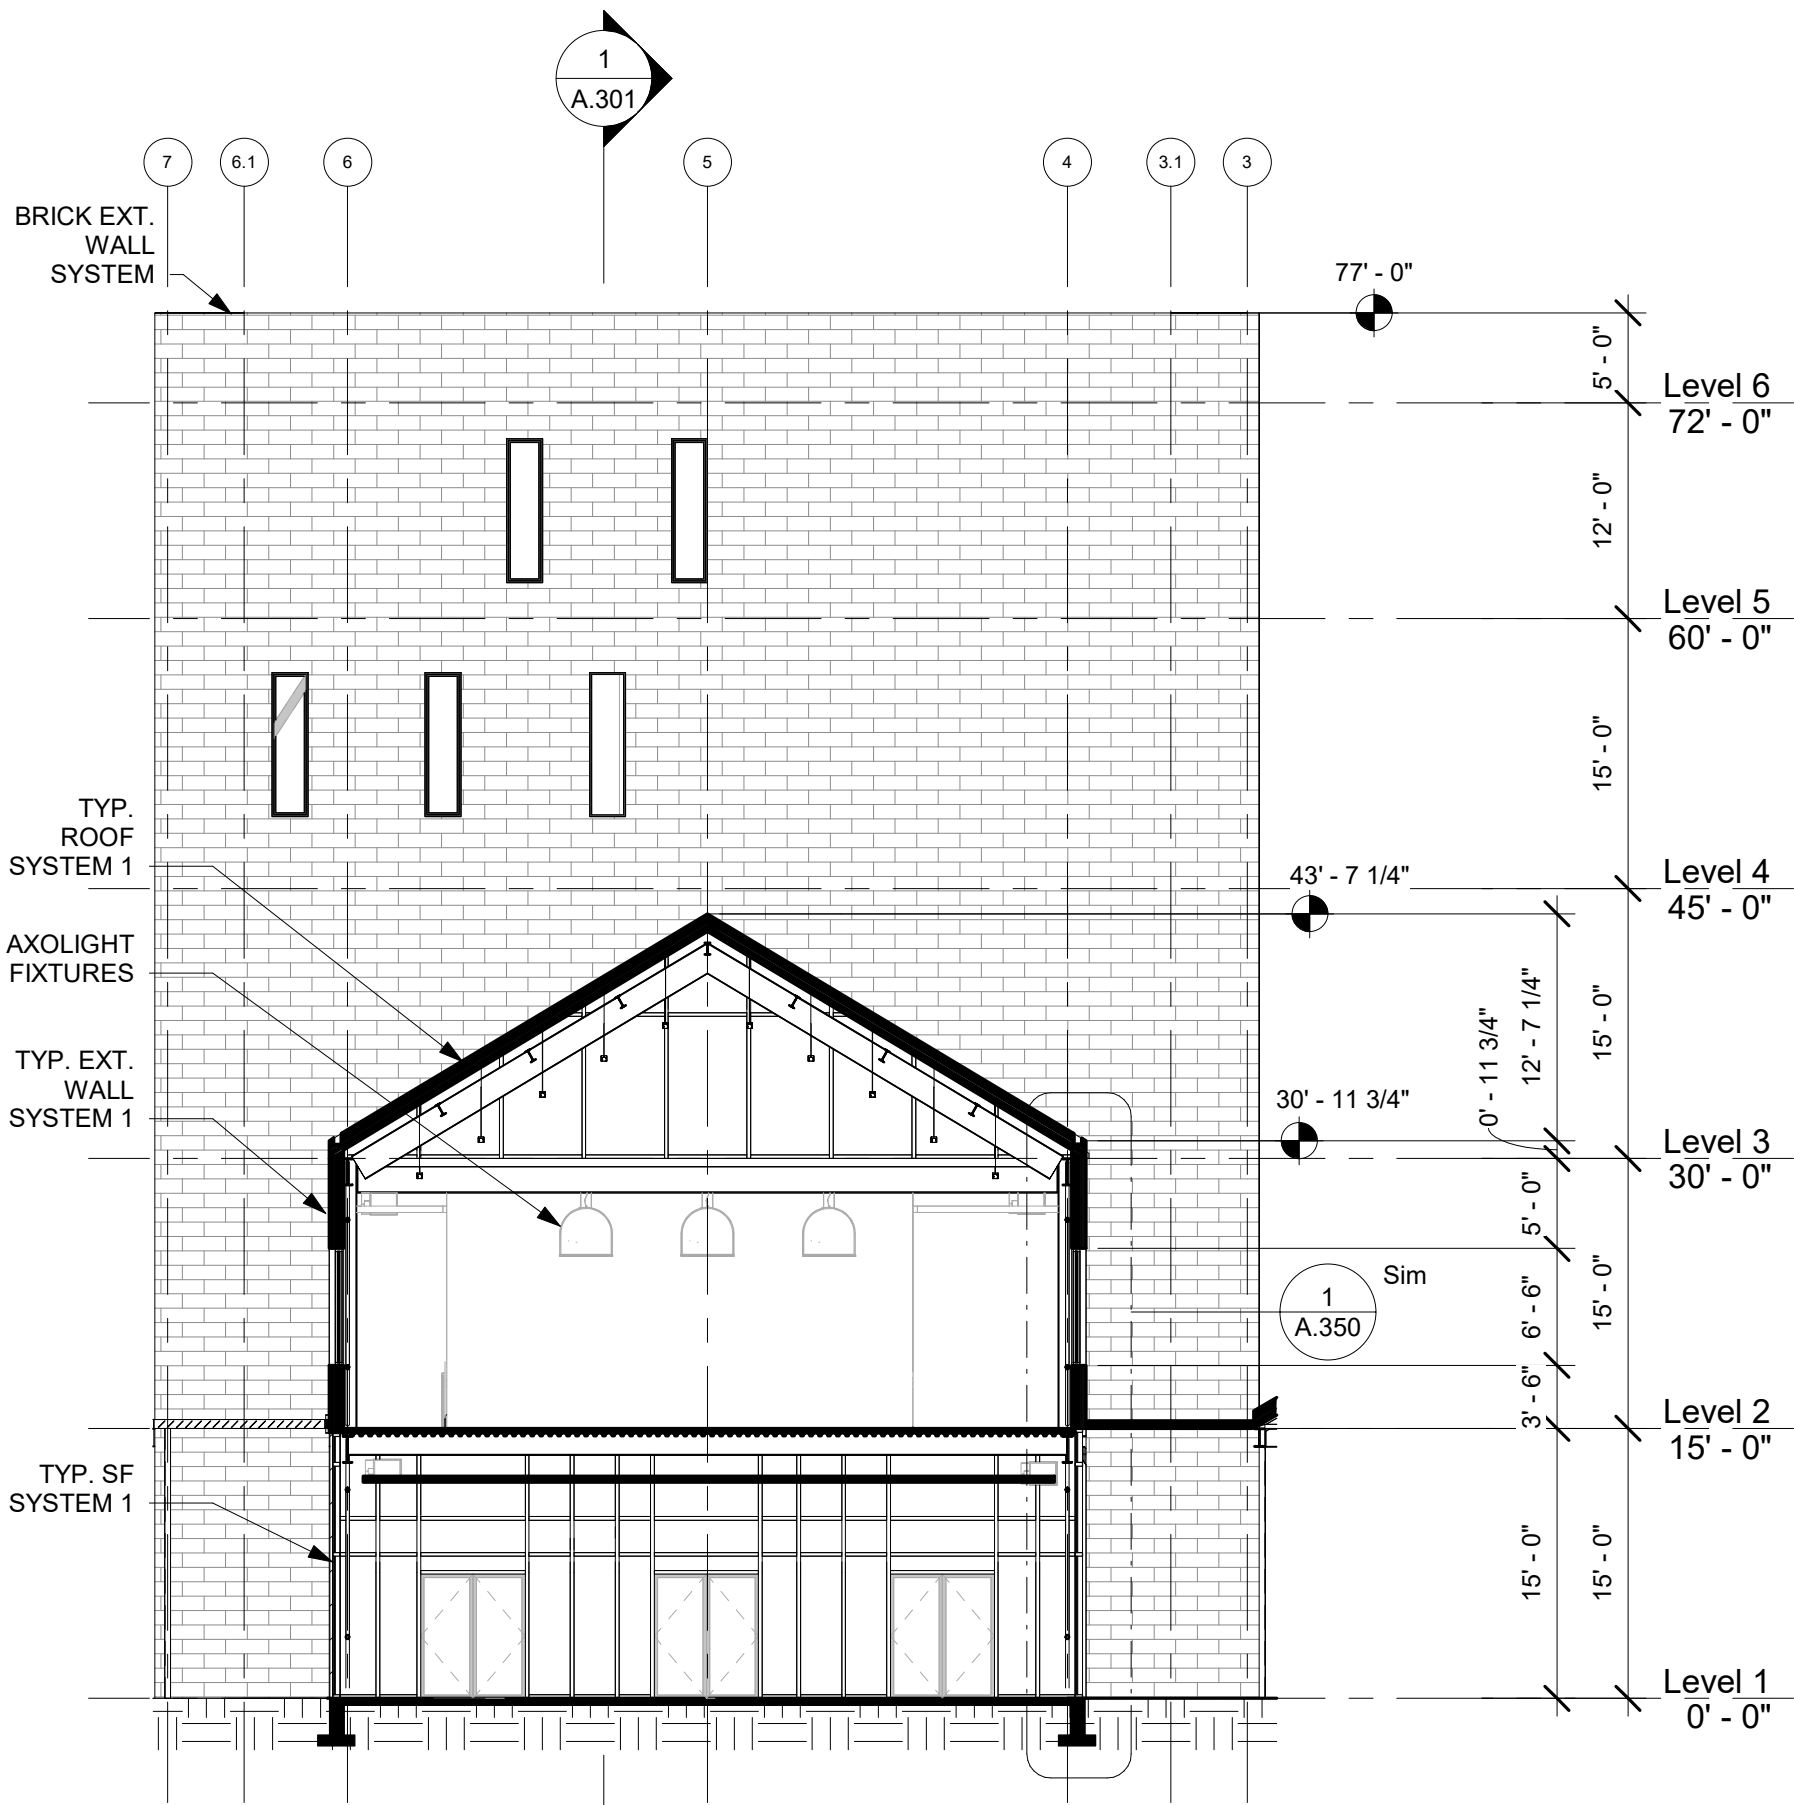 1
A.301
7
6.1
6
5
4
3.1
3
BRICK EXT.
WALL
SYSTEM
77' - 0"
5' - 0"
Level 6
72' - 0"
12' - 0"
Level 5
60' - 0"
15' - 0"
TYP.
ROOF
SYSTEM 1
43' - 7 1/4"
Level 4
45' - 0"
AXOLIGHT
FIXTURES
12' - 7 1/4"
15' - 0"
0' - 11 3/4"
TYP. EXT.
WALL
SYSTEM 1
30' - 11 3/4"
Level 3
30' - 0"
5' - 0"
Sim
1
A.350
6' - 6"
15' - 0"
3' - 6"
Level 2
15' - 0"
TYP. SF
SYSTEM 1
15' - 0"
15' - 0"
Level 1
0' - 0"